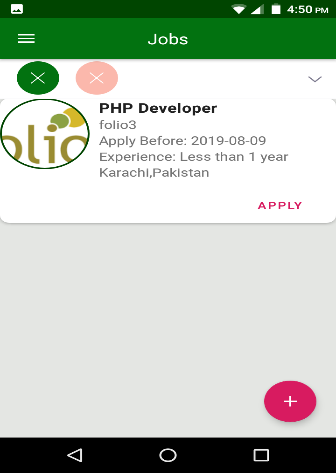 4:50 PM
Jobs
PHP Developer
folio3
Apply Before: 2019-08-09
Experience: Less than 1 year
Karachi,Pakistan
olio
APPLY